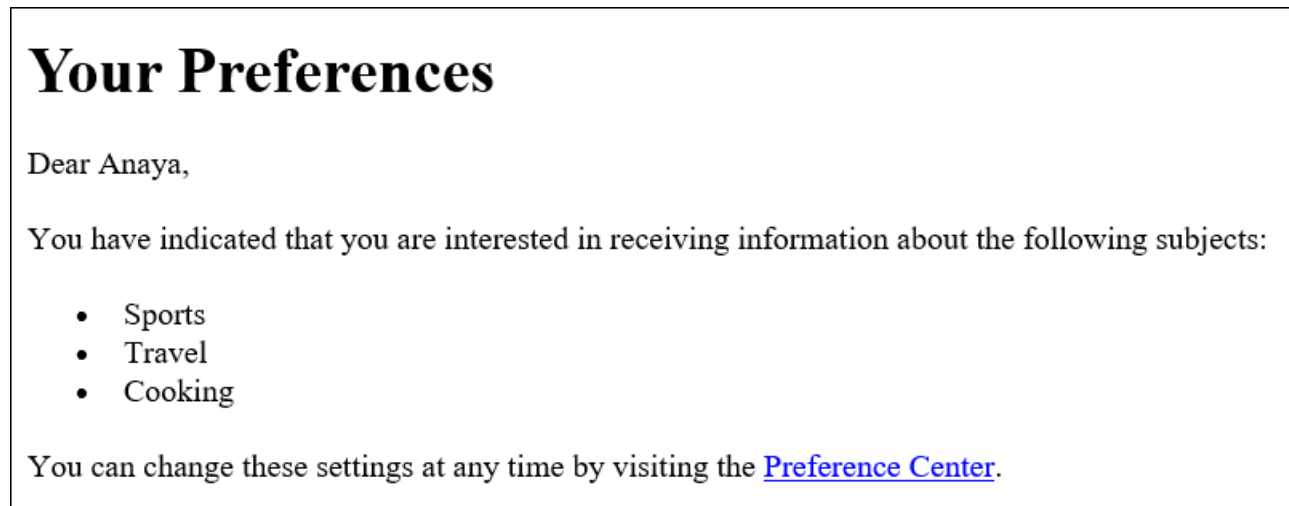 Your Preferences
Dear Anaya,
You have indicated that you are interested in receiving information about the following subjects:
• Sports
• Travel
• Cooking
You can change these settings at any time by visiting the Preference Center.